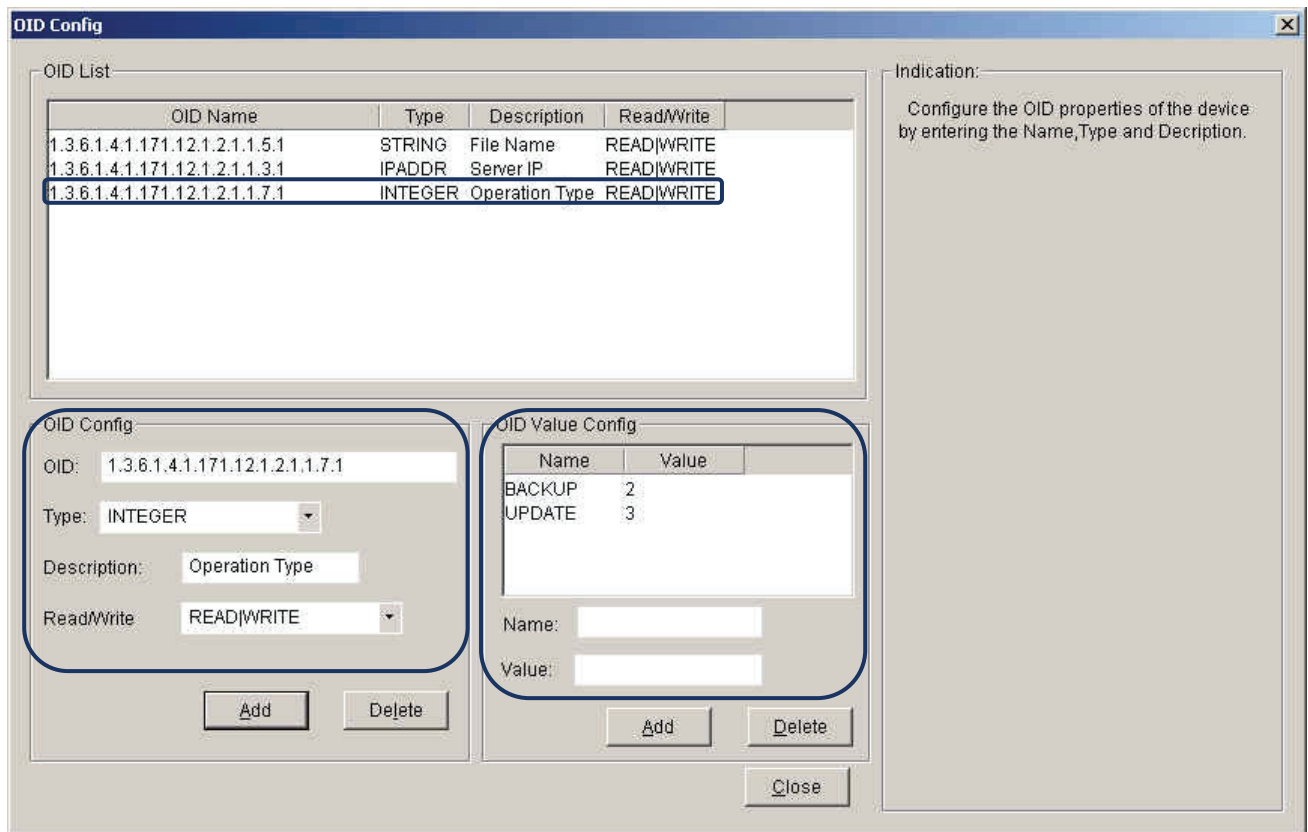 OID Config
OID List
OID Name Type Description Read/Write
1.3.6.1.4.1.171.12.1.2.1.1.5.1 STRING File Name READ|WRITE
1.3.6.1.4.1.171.12.1.2.1.1.3.1 IPADDR Server IP READ|WRITE
1.3.6.1.4.1.171.12.1.2.1.1.7.1 INTEGER Operation Type READ|WRITE
Indication:
Configure the OID properties of the device
by entering the Name,Type and Decription.
OID Config
OID: 1.3.6.1.4.1.171.12.1.2.1.1.7.1
Type: INTEGER
Description: Operation Type
Read/Write READ|WRITE
Add Delete
OID Value Config
Name Value
BACKUP 2
UPDATE 3
Name:
Value:
Add Delete
Close